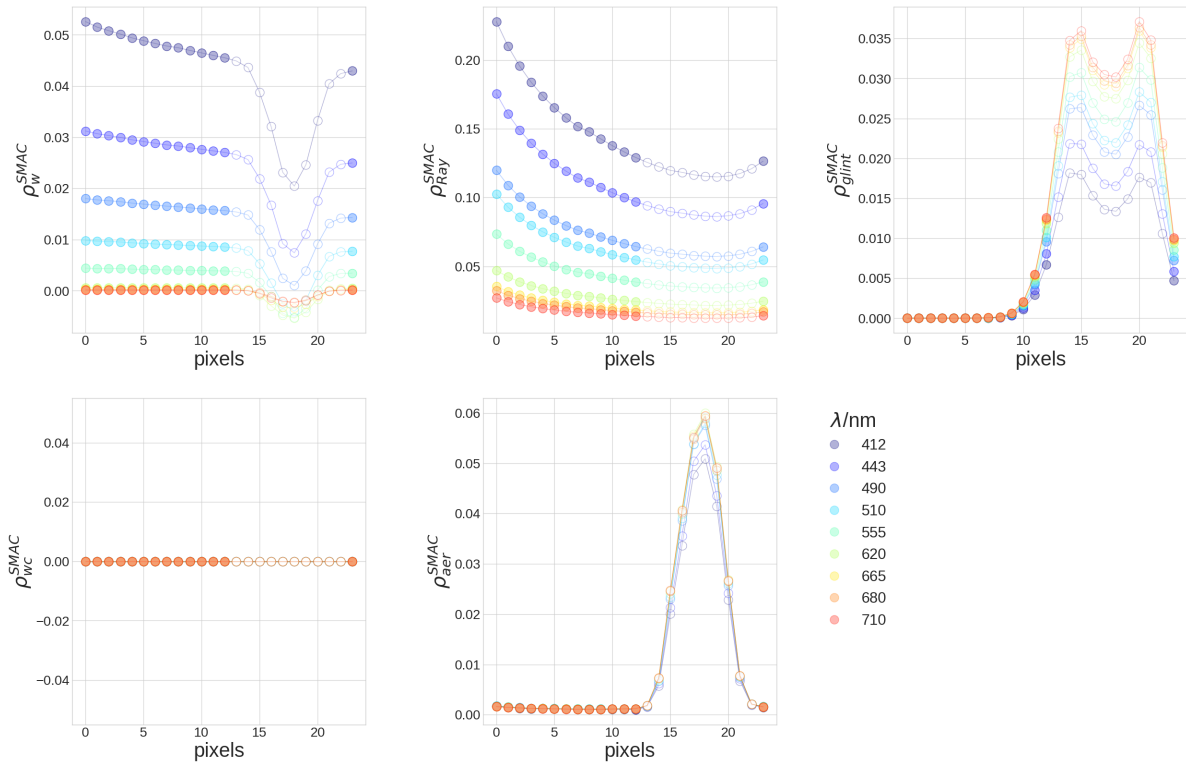 0.05
0.04
0.03
0.02
0.01
0.00
ρ_w^SMAC
0 5 10 15 20
pixels
0.20
0.15
0.10
0.05
ρ_Ray^SMAC
0 5 10 15 20
pixels
0.035
0.030
0.025
0.020
0.015
0.010
0.005
0.000
ρ_glint^SMAC
0 5 10 15 20
pixels
0.04
0.02
0.00
−0.02
−0.04
ρ_wc^SMAC
0 5 10 15 20
pixels
0.06
0.05
0.04
0.03
0.02
0.01
0.00
ρ_aer^SMAC
0 5 10 15 20
pixels
λ/nm
412
443
490
510
555
620
665
680
710